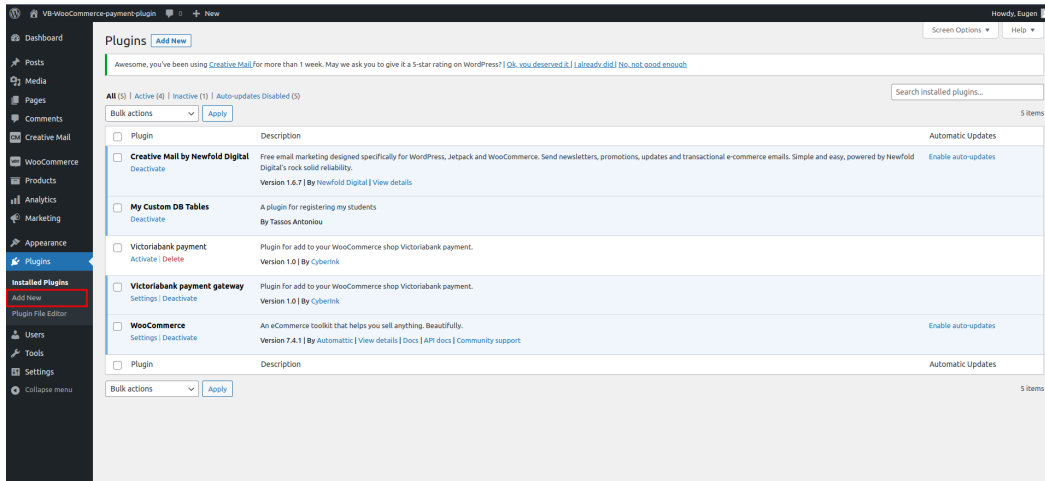 VB-WooCommerce-payment-plugin 0 + New Howdy, Eugen
Dashboard
Posts
Media
Pages
Comments
Creative Mail
WooCommerce
Products
Analytics
Marketing
Appearance
Plugins
Installed Plugins
Add New
Plugin File Editor
Users
Tools
Settings
Collapse menu
Screen Options ▼ Help ▼
Plugins Add New
Awesome, you've been using Creative Mail for more than 1 week. May we ask you to give it a 5-star rating on WordPress? | Ok, you deserved it | I already did | No, not good enough
All (5) | Active (4) | Inactive (1) | Auto-updates Disabled (5)
Search installed plugins...
Bulk actions Apply 5 items
Plugin Description Automatic Updates
Creative Mail by Newfold Digital Free email marketing designed specifically for WordPress, Jetpack and WooCommerce. Send newsletters, promotions, updates and transactional e-commerce emails. Simple and easy, powered by Newfold Enable auto-updates
Deactivate Digital's rock solid reliability.
Version 1.6.7 | By Newfold Digital | View details
My Custom DB Tables A plugin for registering my students
Deactivate By Tassos Antoniou
Victoriabank payment Plugin for add to your WooCommerce shop Victoriabank payment.
Activate | Delete Version 1.0 | By CyberInk
Victoriabank payment gateway Plugin for add to your WooCommerce shop Victoriabank payment.
Settings | Deactivate Version 1.0 | By CyberInk
WooCommerce An eCommerce toolkit that helps you sell anything. Beautifully. Enable auto-updates
Settings | Deactivate Version 7.4.1 | By Automattic | View details | Docs | API docs | Community support
Plugin Description Automatic Updates
Bulk actions Apply 5 items